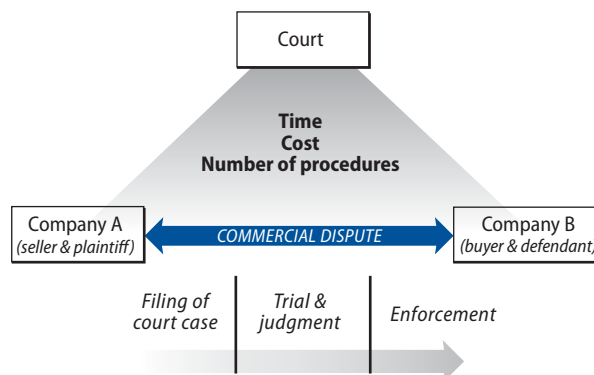 Court
Time
Cost
Number of procedures
Company A
(seller & plaintiff)
COMMERCIAL DISPUTE
Company B
(buyer & defendant)
Filing of
court case
Trial &
judgment
Enforcement